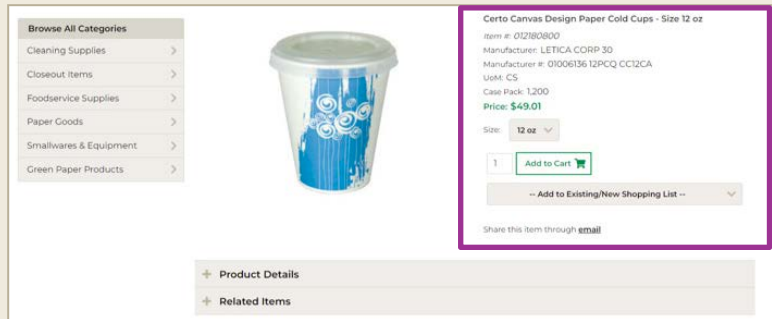 Browse All Categories
Cleaning Supplies
Closeout Items
Foodservice Supplies
Paper Goods
Smallwares & Equipment
Green Paper Products
Certo Canvas Design Paper Cold Cups - Size 12 oz
Item #: 012180800
Manufacturer: LETICA CORP 30
Manufacturer #: 01006136 12PCQ CC12CA
UoM: CS
Case Pack: 1,200
Price: $49.01
Size: 12 oz
1 Add to Cart
-- Add to Existing/New Shopping List --
Share this item through email
+ Product Details
+ Related Items